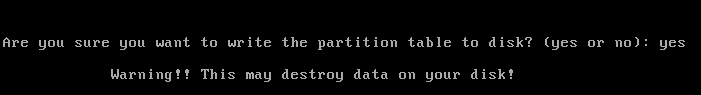 Are you sure you want to write the partition table to disk? (yes or no): yes
Warning!! This may destroy data on your disk!